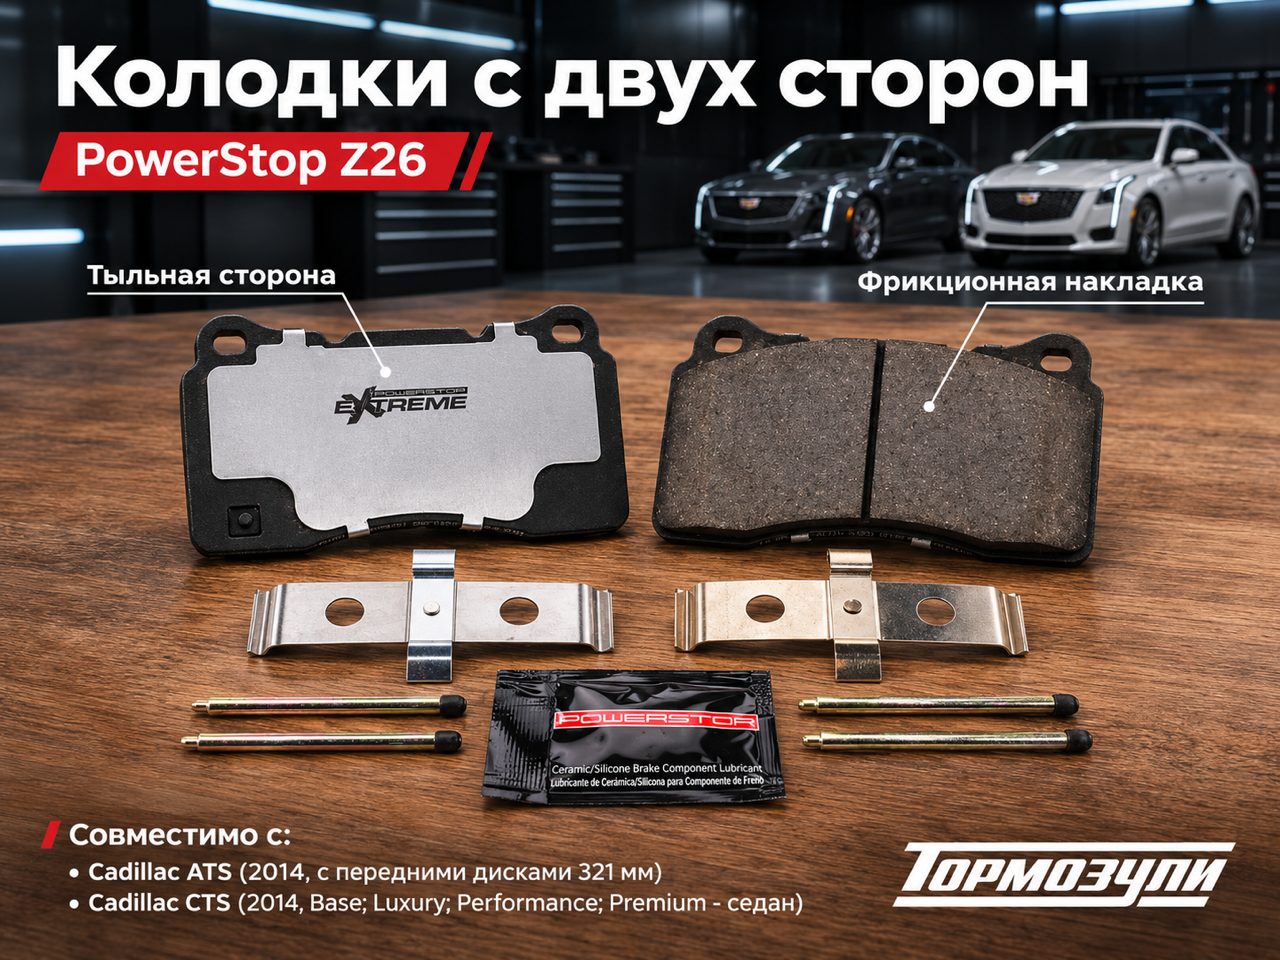 Колодки с двух сторон
PowerStop Z26
Тыльная сторона
Фрикционная накладка
POWERSTOP
EXTREME
POWERSTOP
Ceramic/Silicone Brake Component Lubricant
Lubricante de Cerámica/Silicona para Componente de Freno
Совместимо с:
• Cadillac ATS (2014, с передними дисками 321 мм)
• Cadillac CTS (2014, Base; Luxury; Performance; Premium - седан)
ТОРМОЗУЛИ